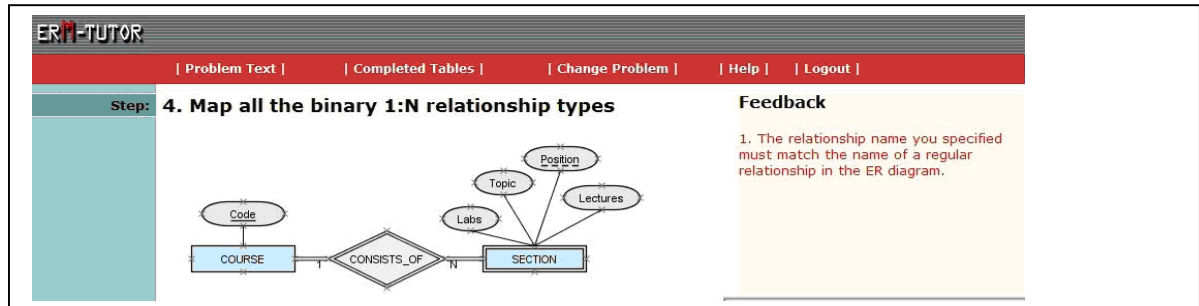 ERM-TUTOR
| Problem Text | | Completed Tables | | Change Problem | | Help | | Logout |
Step: 4. Map all the binary 1:N relationship types
Feedback
1. The relationship name you specified
must match the name of a regular
relationship in the ER diagram.
Position
Topic
Lectures
Code
Labs
COURSE 1 CONSISTS_OF N SECTION